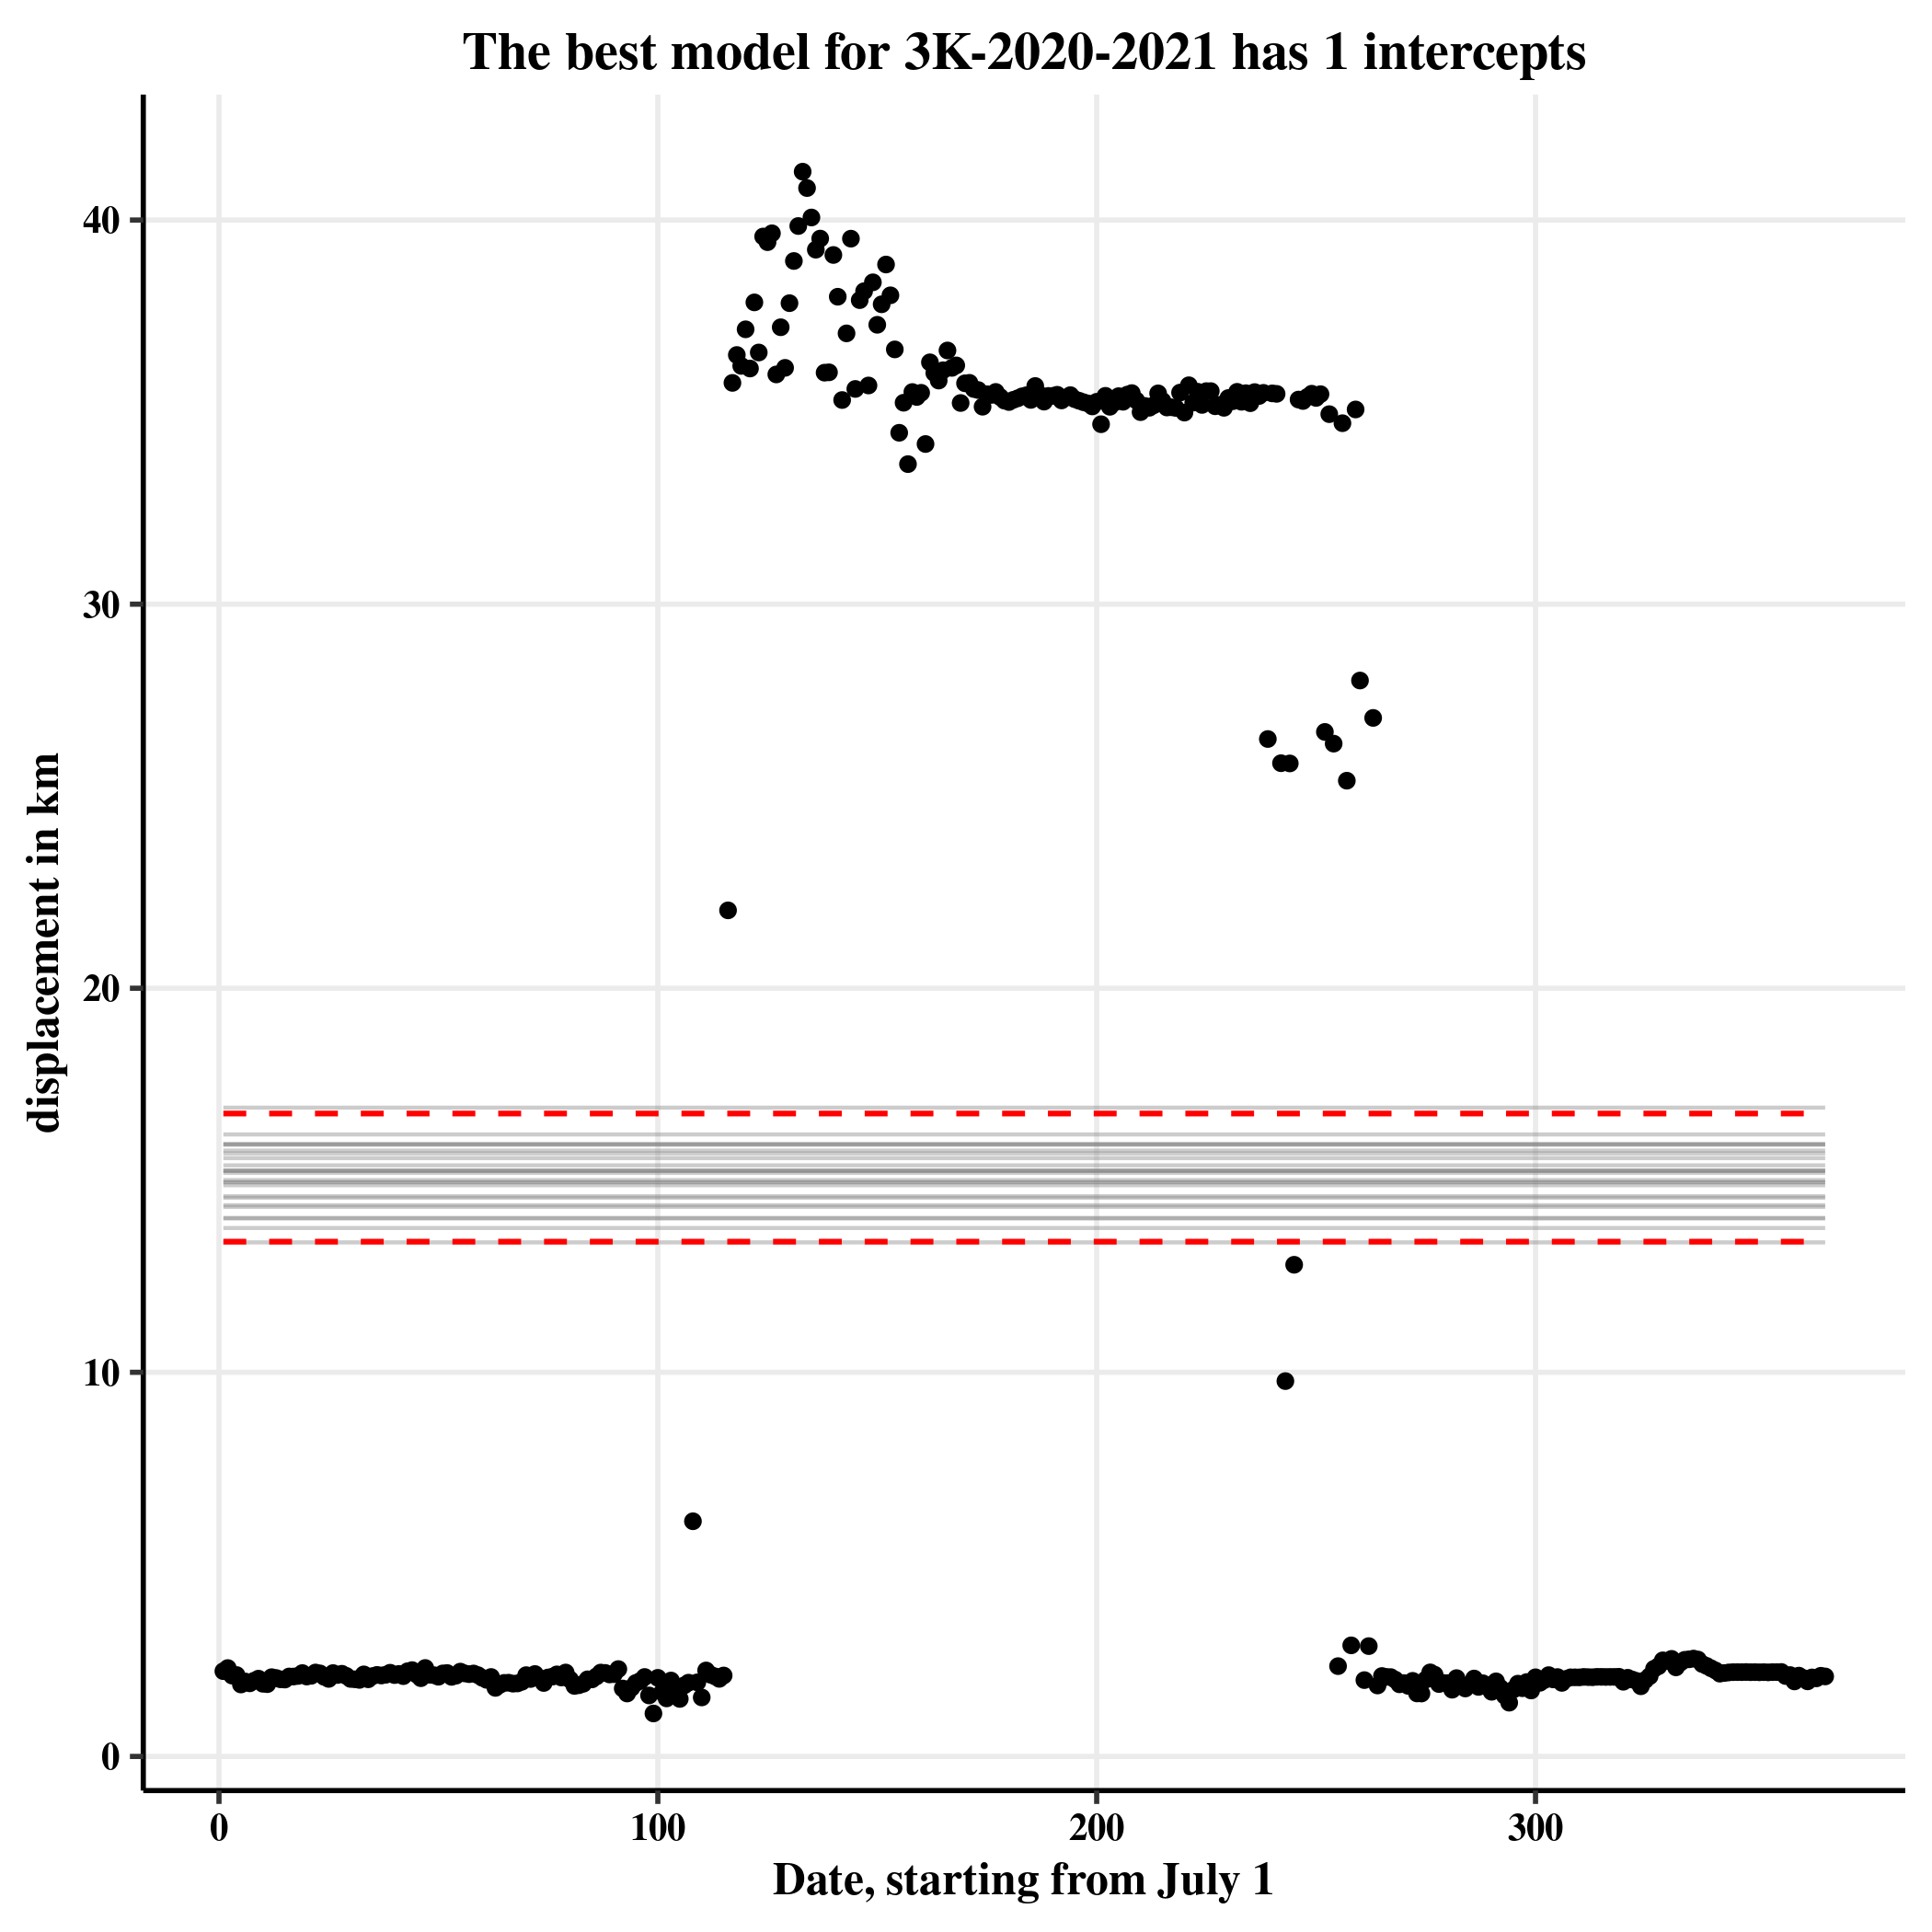 The best model for 3K-2020-2021 has 1 intercepts
40
30
20
10
0
displacement in km
0 100 200 300
Date, starting from July 1